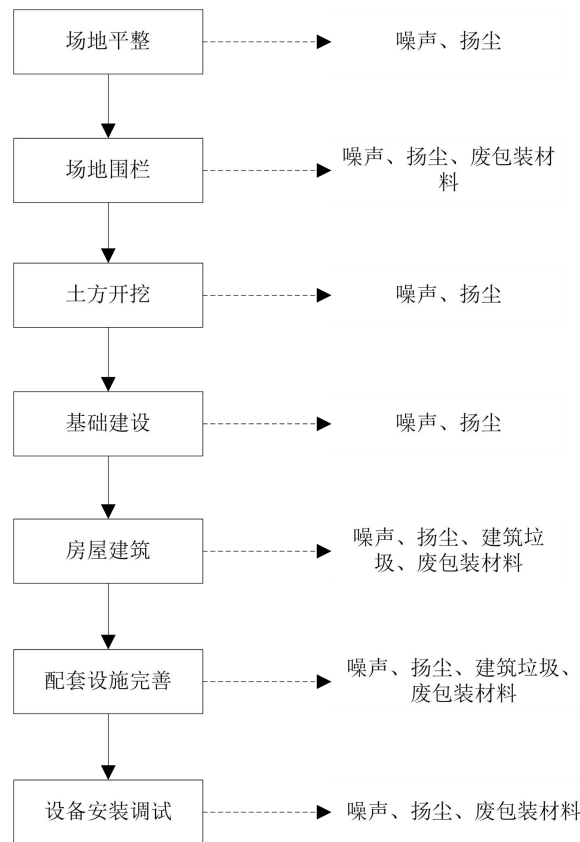 场地平整
噪声、扬尘
场地围栏
噪声、扬尘、废包装材
料
土方开挖
噪声、扬尘
基础建设
噪声、扬尘
房屋建筑
噪声、扬尘、建筑垃
圾、废包装材料
配套设施完善
噪声、扬尘、建筑垃圾、
废包装材料
设备安装调试
噪声、扬尘、废包装材料